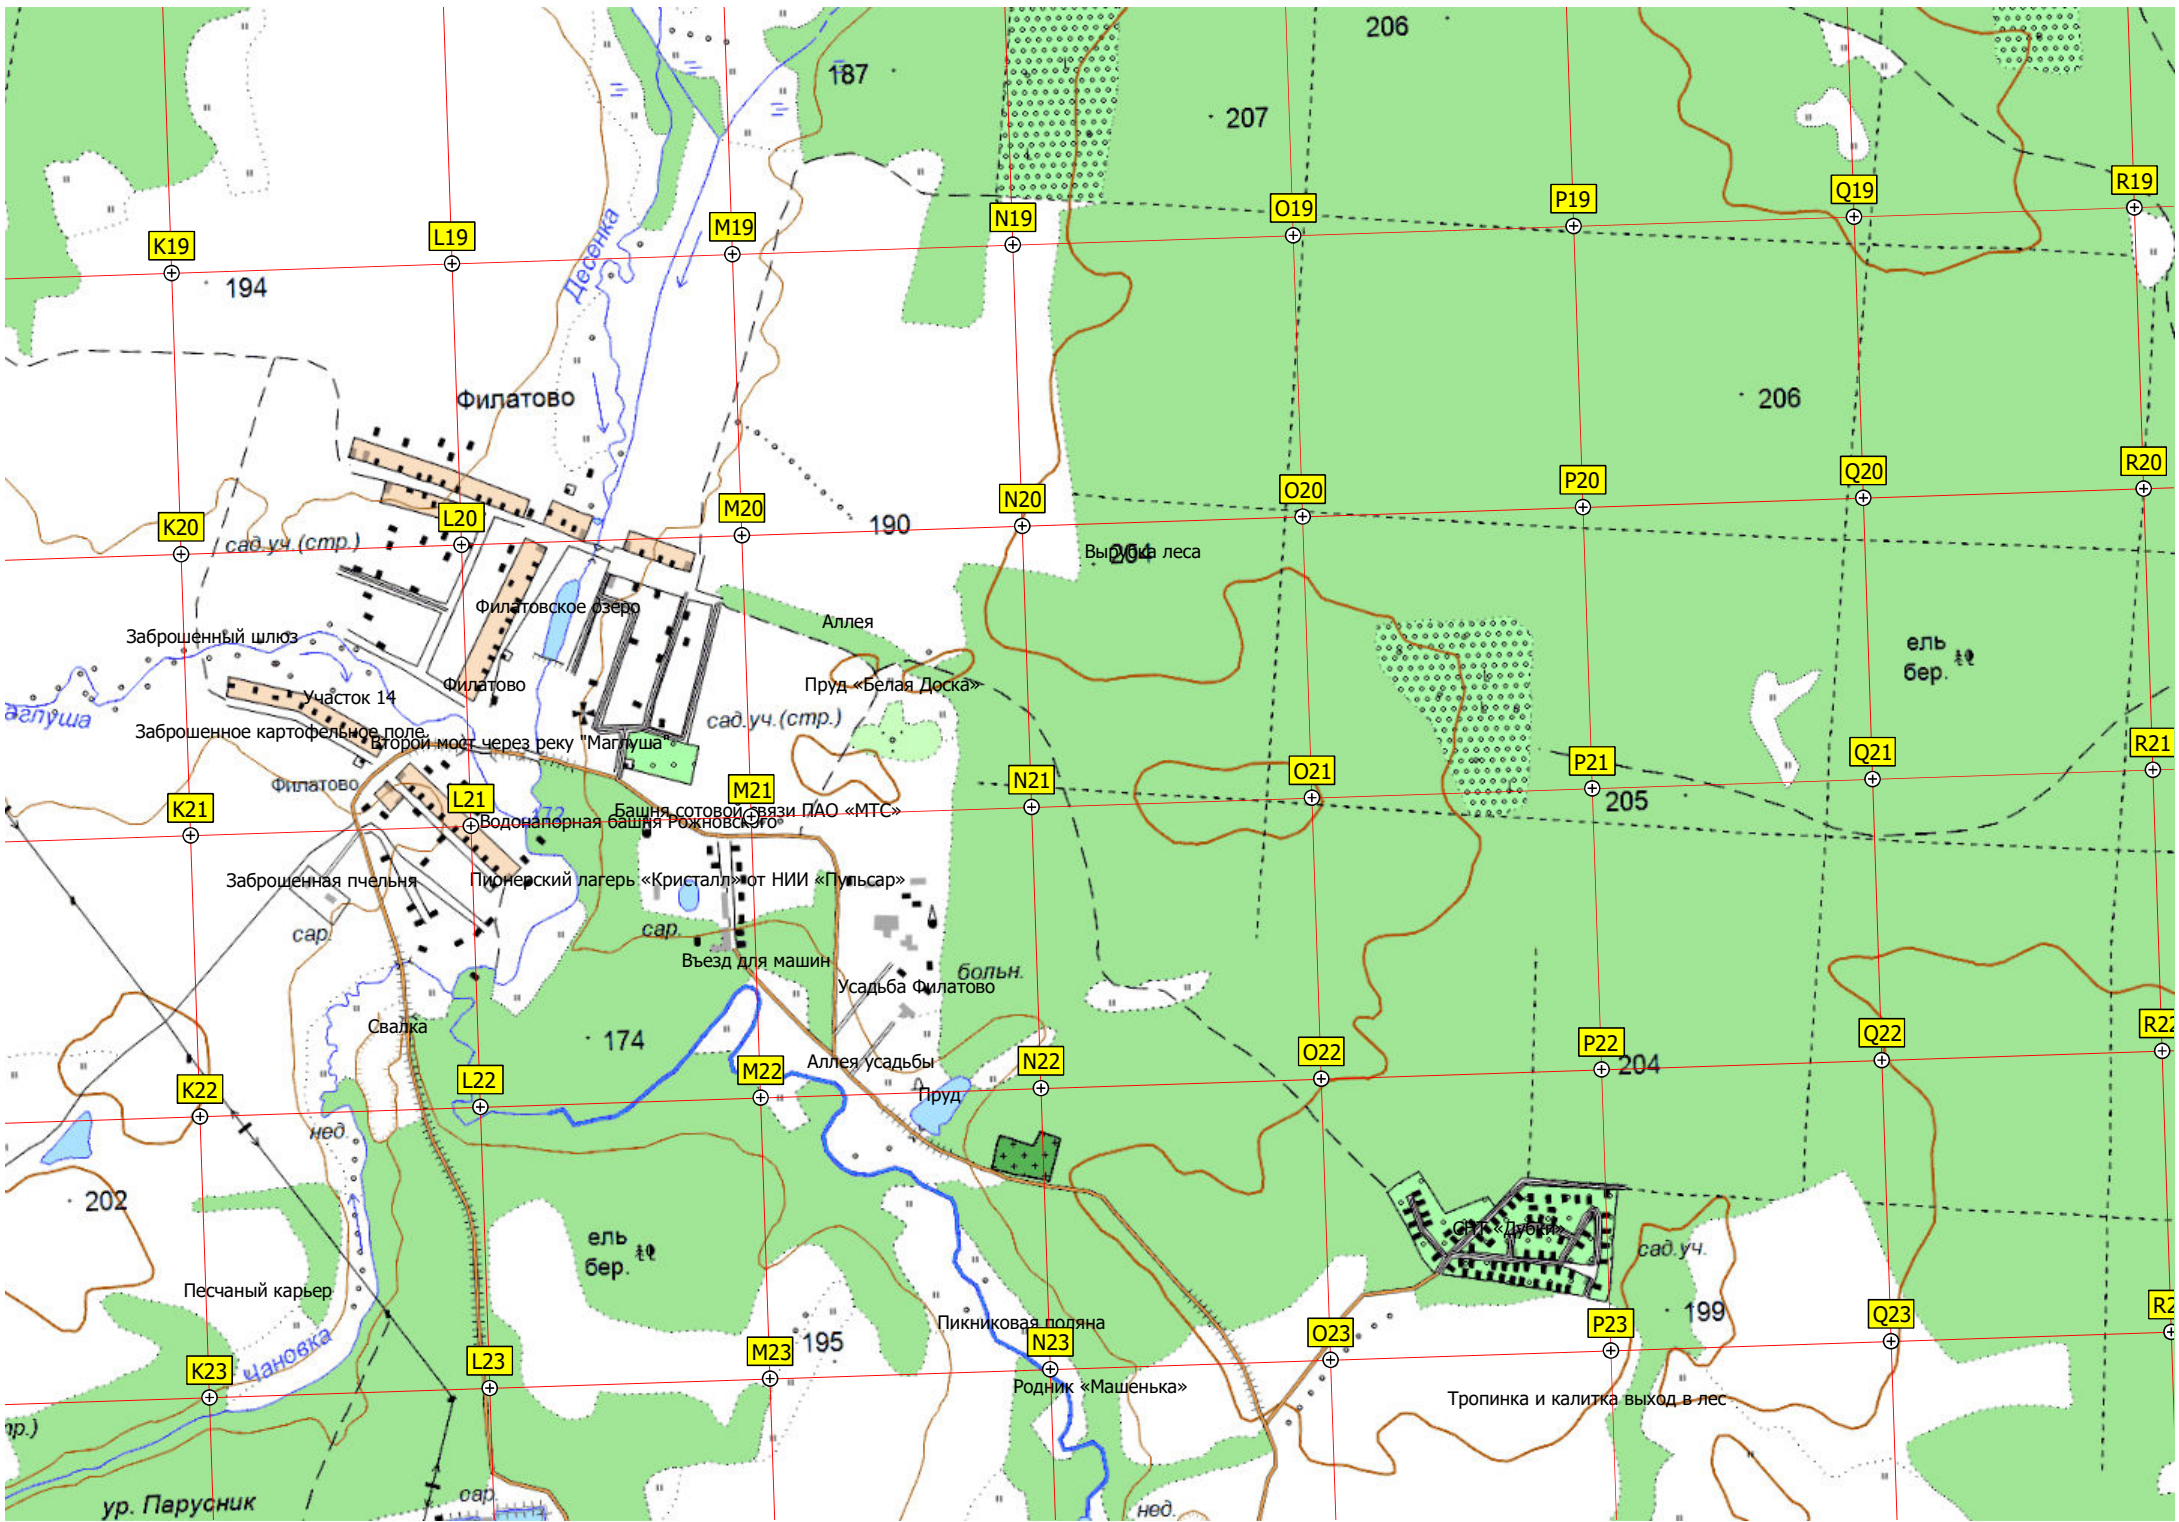 206
187
207
R19
Q19
P19
O19
N19
M19
L19
K19
Десенка
194
Филатово
206
R20
Q20
P20
O20
N20
M20
L20
K20
190
сад.уч.(стр.)
Вырубка леса
204
Филатовское озеро
Аллея
Заброшенный шлюз
ель
бер.
Филатово
Пруд «Белая Доска»
Участок 14
аглуша
сад.уч.(стр.)
Заброшенное картофельное поле
Второй мост через реку "Маглуша"
R21
Q21
P21
O21
N21
M21
L21
K21
Филатово
205
172
Башня сотовой связи ПАО «МТС»
Водонапорная башня Рожновского
Заброшенная пчельня
Пионерский лагерь «Кристалл» от НИИ «Пульсар»
сар.
сар.
Въезд для машин
больн.
Усадьба Филатово
Свалка
174
R22
Q22
P22
O22
N22
M22
L22
K22
204
Аллея усадьбы
Пруд
нед.
202
ель
бер.
СНТ «Дубки»
сад.уч.
Песчаный карьер
199
Пикниковая поляна
195
Чановка
R2
Q23
P23
O23
N23
M23
L23
K23
Родник «Машенька»
Тропинка и калитка выход в лес
р.)
ур. Парусник
сар.
нед.